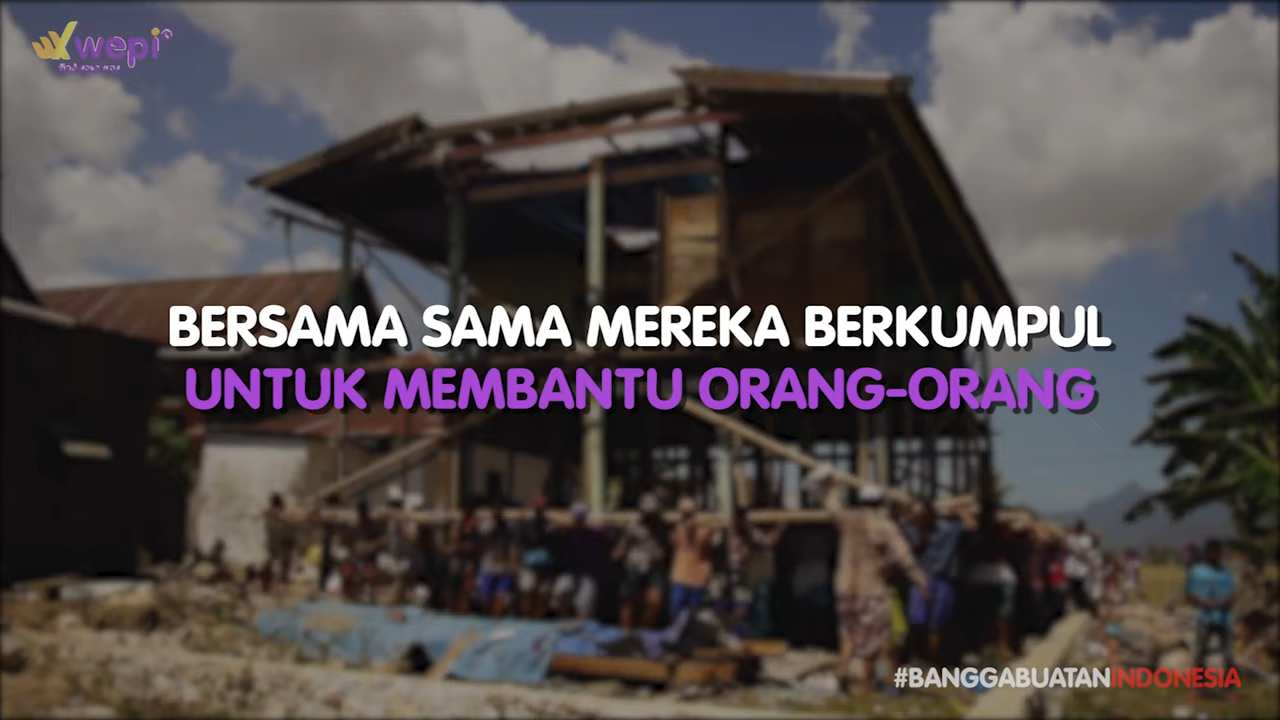 wepi
BERSAMA SAMA MEREKA BERKUMPUL
UNTUK MEMBANTU ORANG-ORANG
#BANGGABUATANINDONESIA